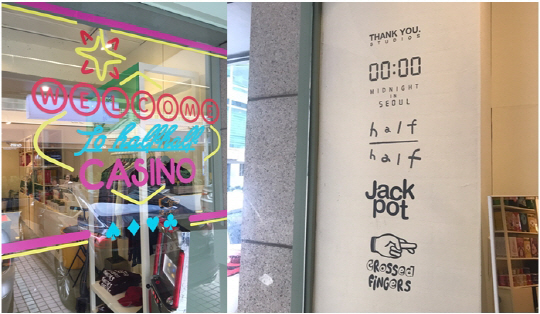 WELCOME
to halfhalf
CASINO
THANK YOU.
STUDIOS
00:00
MIDNIGHT
IN
SEOUL
half
half
Jack
pot
CROSSED
FINGERS